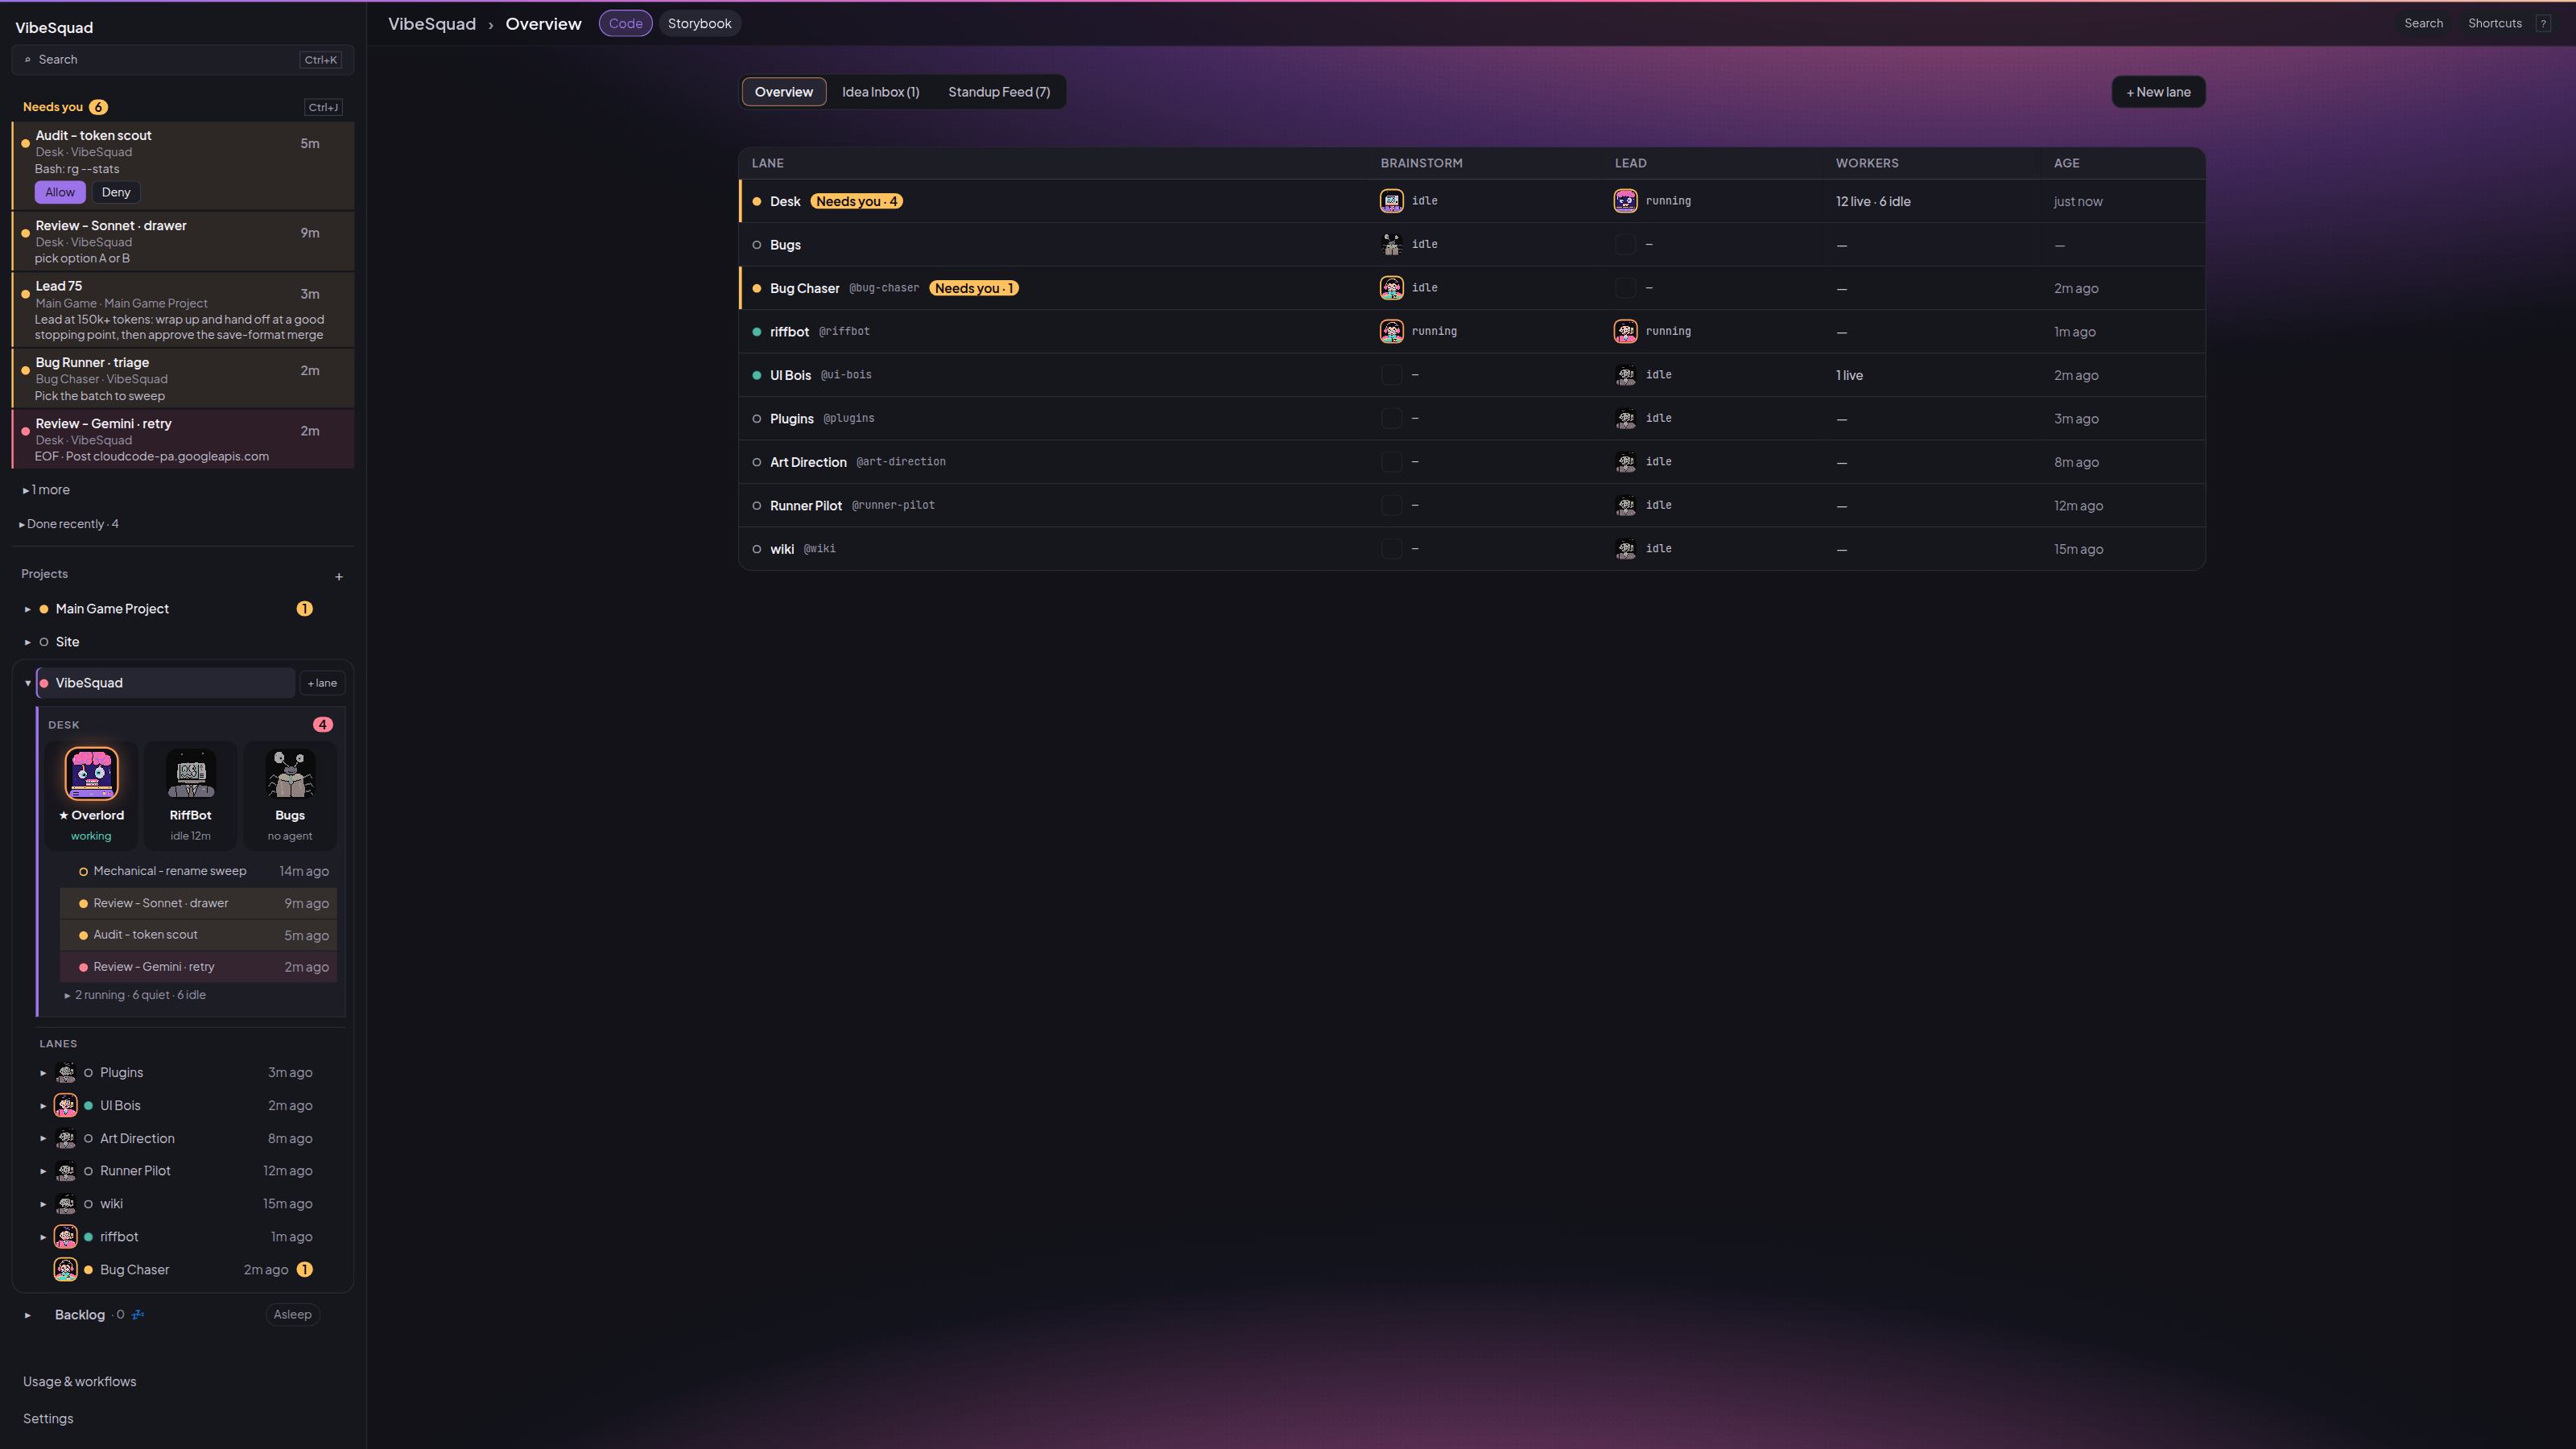 VibeSquad
Search Ctrl+K
Needs you 6 Ctrl+J
Audit - token scout 5m
Desk · VibeSquad
Bash: rg --stats
Allow Deny
Review - Sonnet · drawer 9m
Desk · VibeSquad
pick option A or B
Lead 75 3m
Main Game · Main Game Project
Lead at 150k+ tokens: wrap up and hand off at a good
stopping point, then approve the save-format merge
Bug Runner · triage 2m
Bug Chaser · VibeSquad
Pick the batch to sweep
Review - Gemini · retry 2m
Desk · VibeSquad
EOF · Post cloudcode-pa.googleapis.com
▸ 1 more
▸ Done recently · 4
Projects +
▸ Main Game Project 1
▸ Site
▾ VibeSquad + lane
DESK 4
★ Overlord RiffBot Bugs
working idle 12m no agent
Mechanical - rename sweep 14m ago
Review - Sonnet · drawer 9m ago
Audit - token scout 5m ago
Review - Gemini · retry 2m ago
▸ 2 running · 6 quiet · 6 idle
LANES
▸ Plugins 3m ago
▸ UI Bois 2m ago
▸ Art Direction 8m ago
▸ Runner Pilot 12m ago
▸ wiki 15m ago
▸ riffbot 1m ago
Bug Chaser 2m ago 1
▸ Backlog · 0 💤 Asleep
Usage & workflows
Settings
VibeSquad › Overview Code Storybook Search Shortcuts ?
Overview Idea Inbox (1) Standup Feed (7) + New lane
LANE BRAINSTORM LEAD WORKERS AGE
Desk Needs you · 4 idle running 12 live · 6 idle just now
Bugs idle – — —
Bug Chaser @bug-chaser Needs you · 1 idle – — 2m ago
riffbot @riffbot running running — 1m ago
UI Bois @ui-bois – idle 1 live 2m ago
Plugins @plugins – idle — 3m ago
Art Direction @art-direction – idle — 8m ago
Runner Pilot @runner-pilot – idle — 12m ago
wiki @wiki – idle — 15m ago